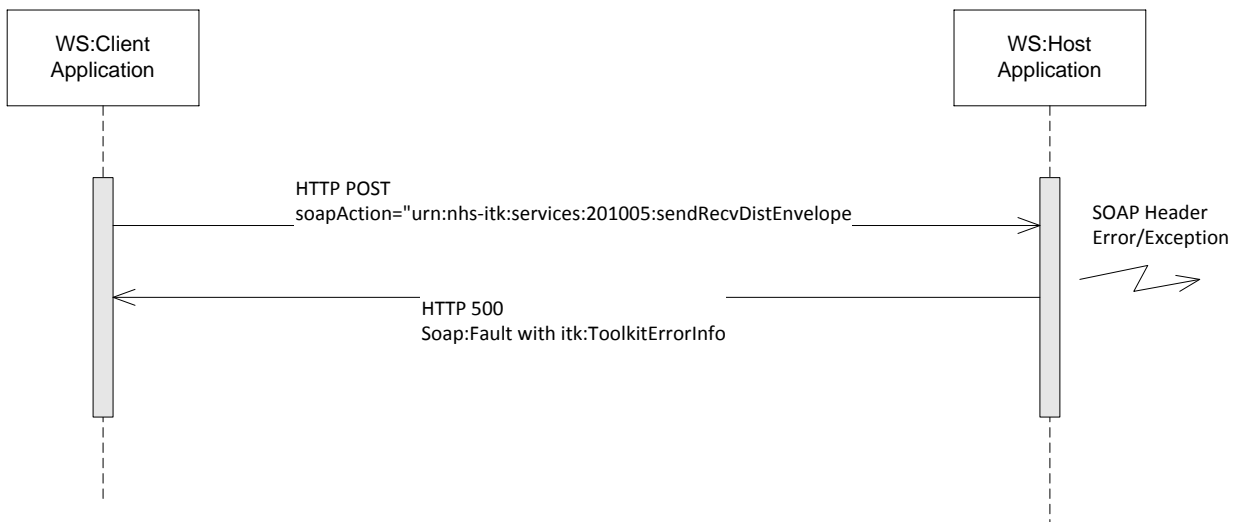 WS:Client
Application
WS:Host
Application
HTTP POST
soapAction="urn:nhs-itk:services:201005:sendRecvDistEnvelope
SOAP Header
Error/Exception
HTTP 500
Soap:Fault with itk:ToolkitErrorInfo